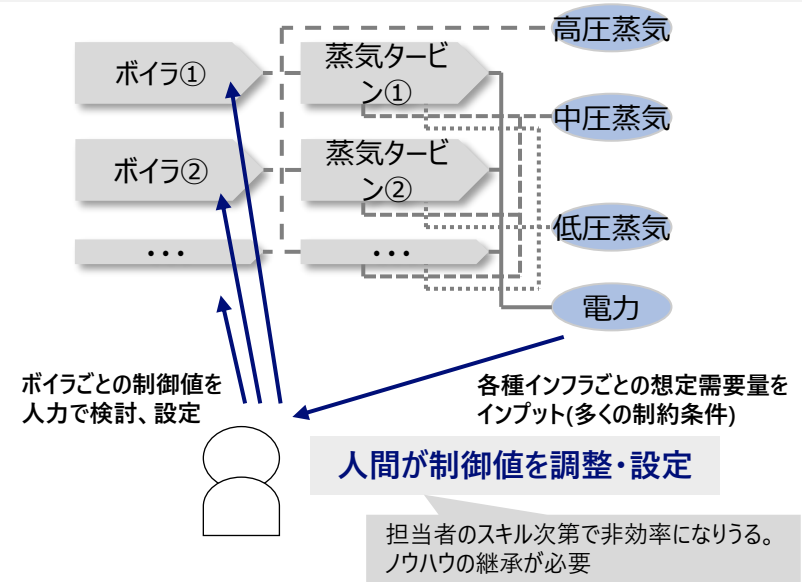 高圧蒸気
ボイラ①
蒸気タービ
ン①
中圧蒸気
ボイラ②
蒸気タービ
ン②
低圧蒸気
・・・
・・・
電力
ボイラごとの制御値を
人力で検討、設定
各種インフラごとの想定需要量を
インプット(多くの制約条件)
人間が制御値を調整・設定
担当者のスキル次第で非効率になりうる。
ノウハウの継承が必要